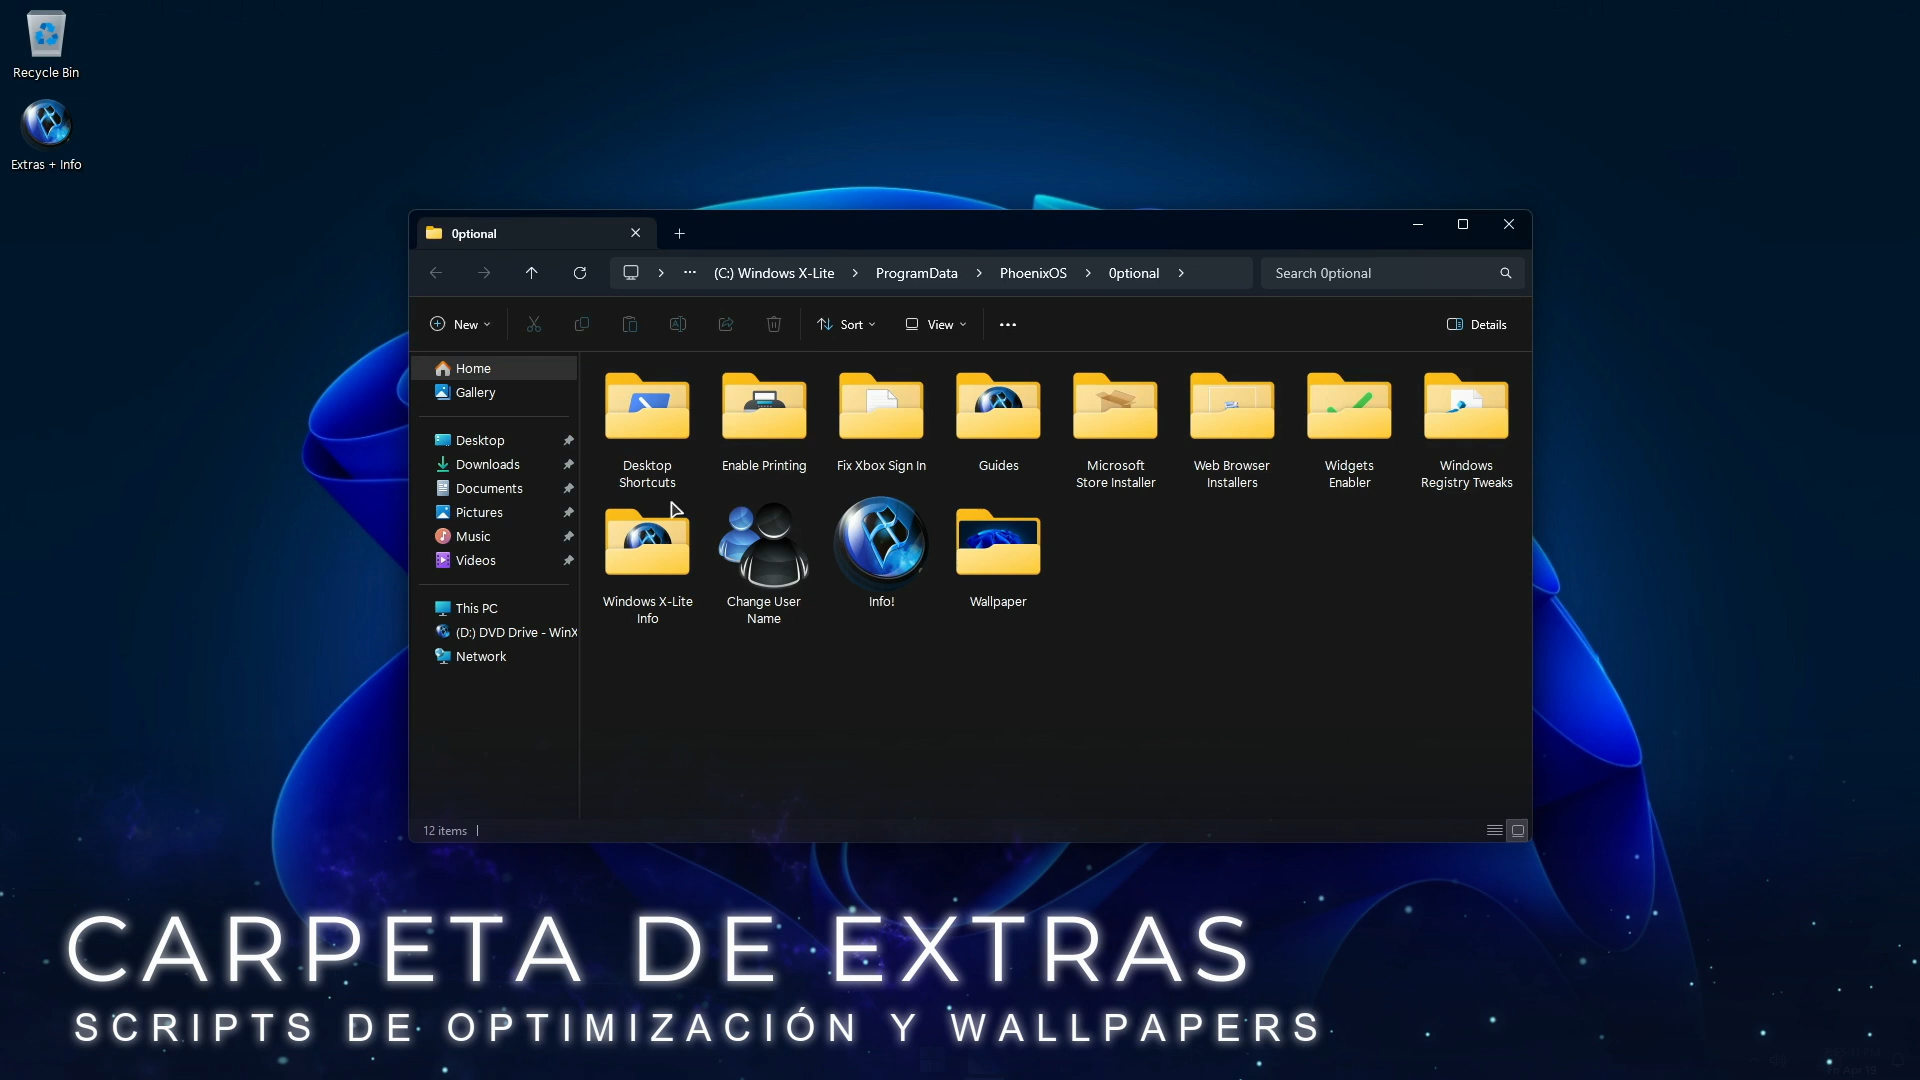 Recycle Bin
Extras + Info
0ptional
(C:) Windows X-Lite
ProgramData
PhoenixOS
0ptional
Search 0ptional
New
Sort
View
Details
Home
Gallery
Desktop
Downloads
Documents
Pictures
Music
Videos
This PC
(D:) DVD Drive - WinX
Network
Desktop
Shortcuts
Enable Printing
Fix Xbox Sign In
Guides
Microsoft
Store Installer
Web Browser
Installers
Widgets
Enabler
Windows
Registry Tweaks
Windows X-Lite
Info
Change User
Name
Info!
Wallpaper
12 items
CARPETA DE EXTRAS
SCRIPTS DE OPTIMIZACIÓN Y WALLPAPERS